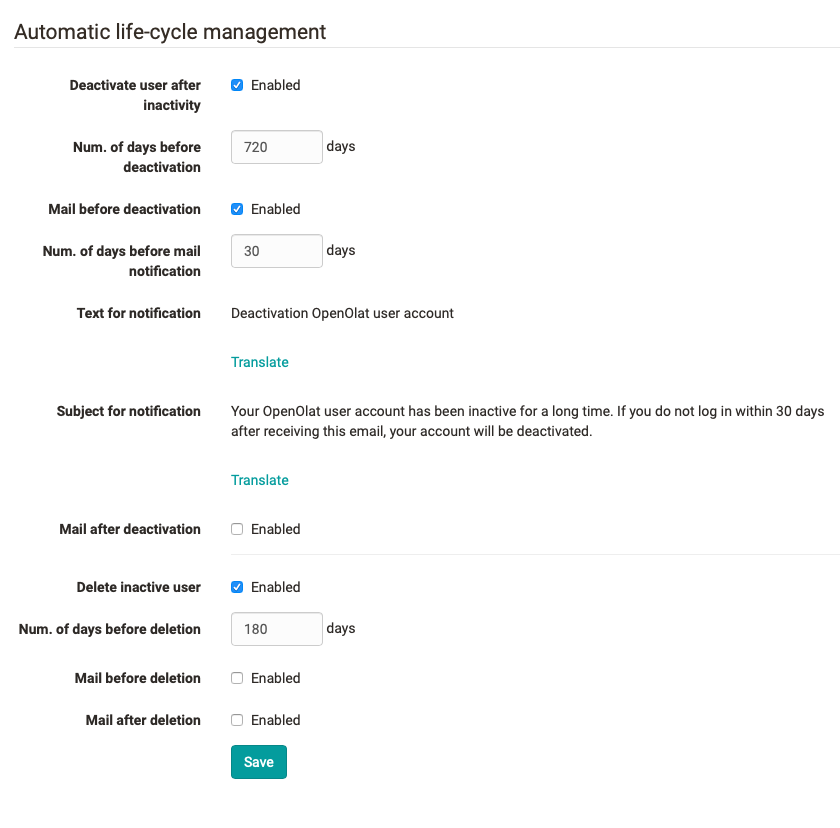 Automatic life-cycle management
Deactivate user after
inactivity
Enabled
Num. of days before
deactivation
720 days
Mail before deactivation
Enabled
Num. of days before mail
notification
30 days
Text for notification
Deactivation OpenOlat user account
Translate
Subject for notification
Your OpenOlat user account has been inactive for a long time. If you do not log in within 30 days
after receiving this email, your account will be deactivated.
Translate
Mail after deactivation
Enabled
Delete inactive user
Enabled
Num. of days before deletion
180 days
Mail before deletion
Enabled
Mail after deletion
Enabled
Save